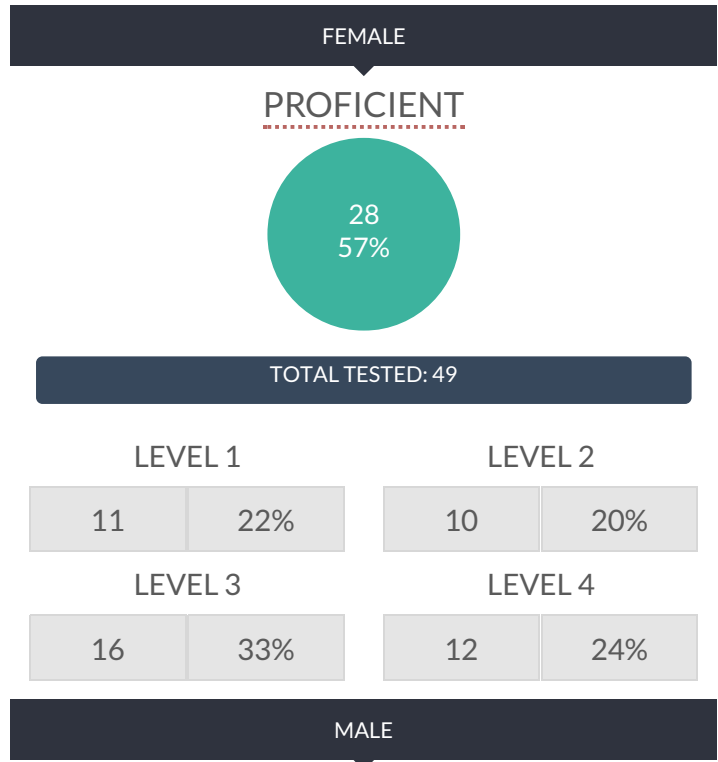 FEMALE
PROFICIENT
28
57%
TOTAL TESTED: 49
LEVEL 1
LEVEL 2
11 22%
10 20%
LEVEL 3
LEVEL 4
16 33%
12 24%
MALE